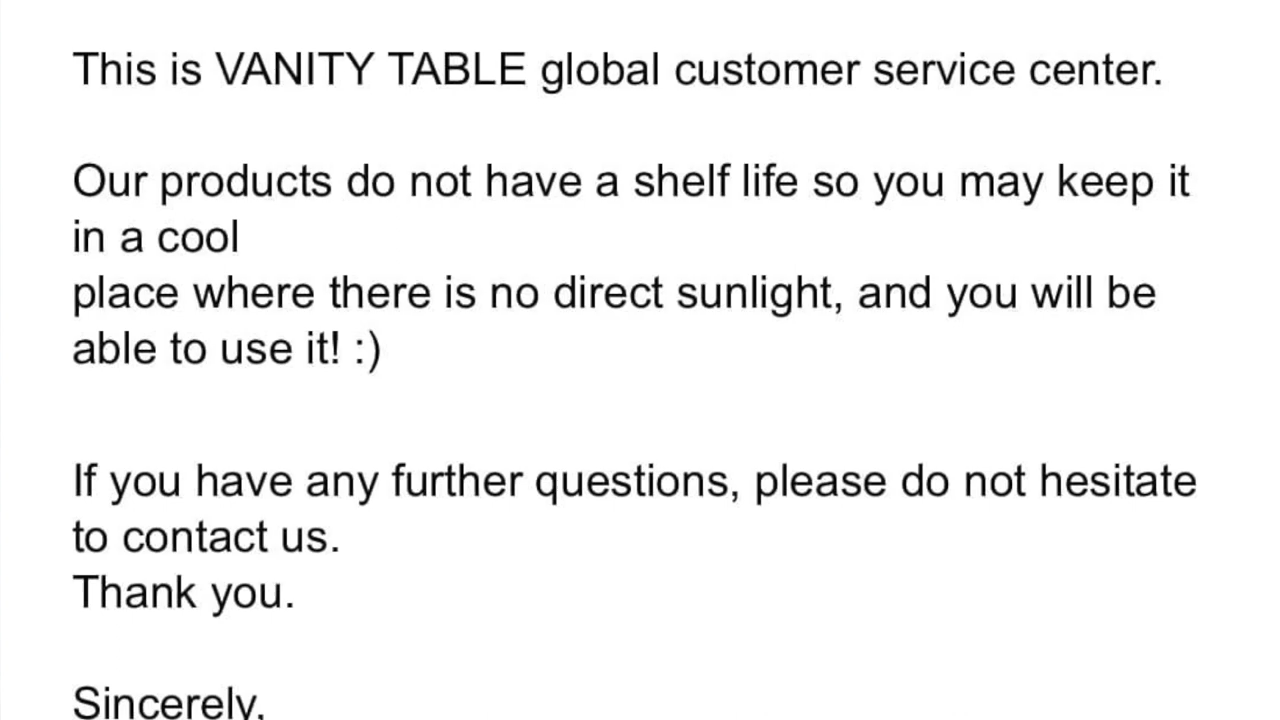 This is VANITY TABLE global customer service center.
Our products do not have a shelf life so you may keep it
in a cool
place where there is no direct sunlight, and you will be
able to use it! :)
If you have any further questions, please do not hesitate
to contact us.
Thank you.
Sincerely,